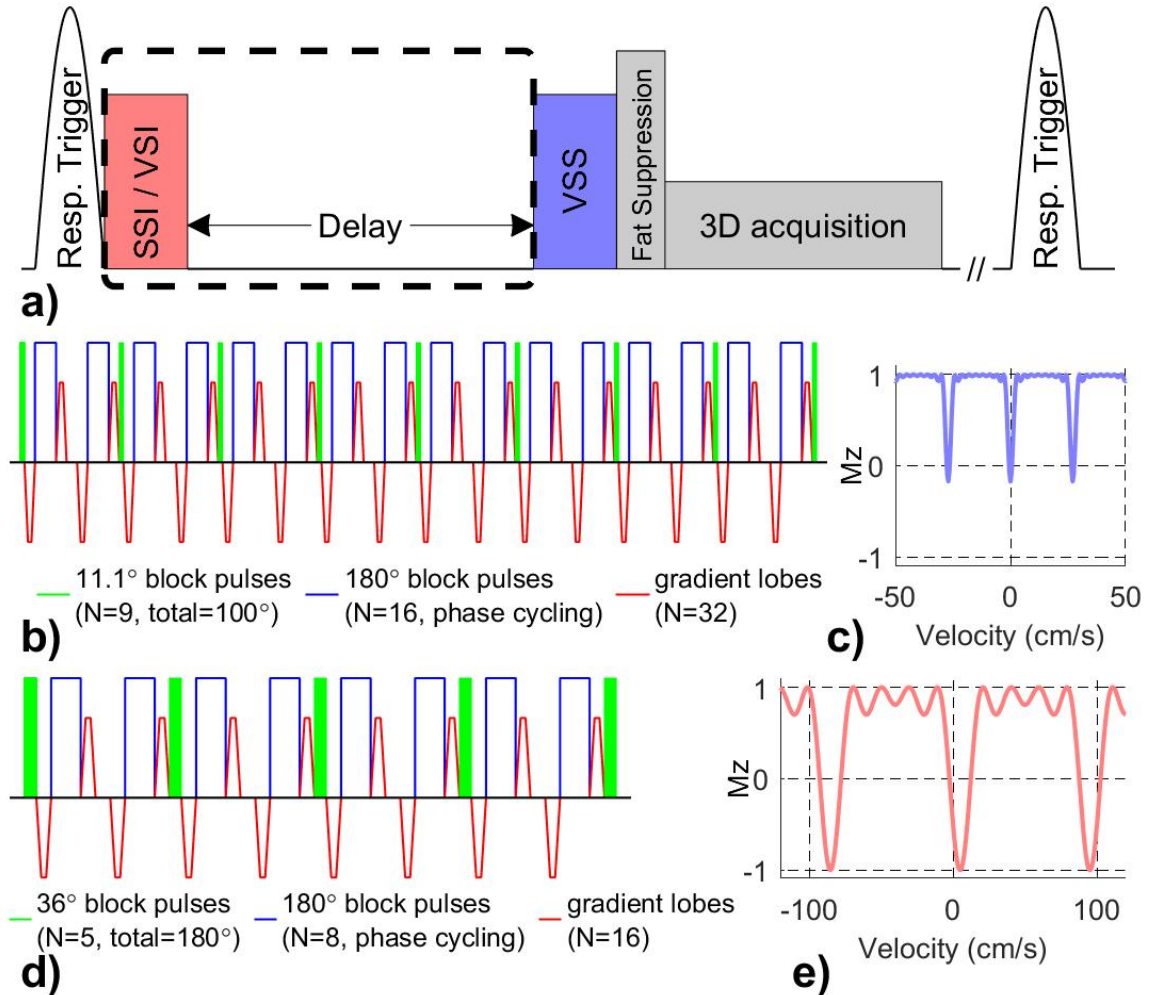 Resp. Trigger
SSI / VSI
Delay
VSS
Fat Suppression
3D acquisition
//
Resp. Trigger
a)
11.1° block pulses
(N=9, total=100°)
180° block pulses
(N=16, phase cycling)
gradient lobes
(N=32)
b)
1
0
-1
Mz
-50
0
50
Velocity (cm/s)
c)
36° block pulses
(N=5, total=180°)
180° block pulses
(N=8, phase cycling)
gradient lobes
(N=16)
d)
1
0
-1
Mz
-100
0
100
Velocity (cm/s)
e)